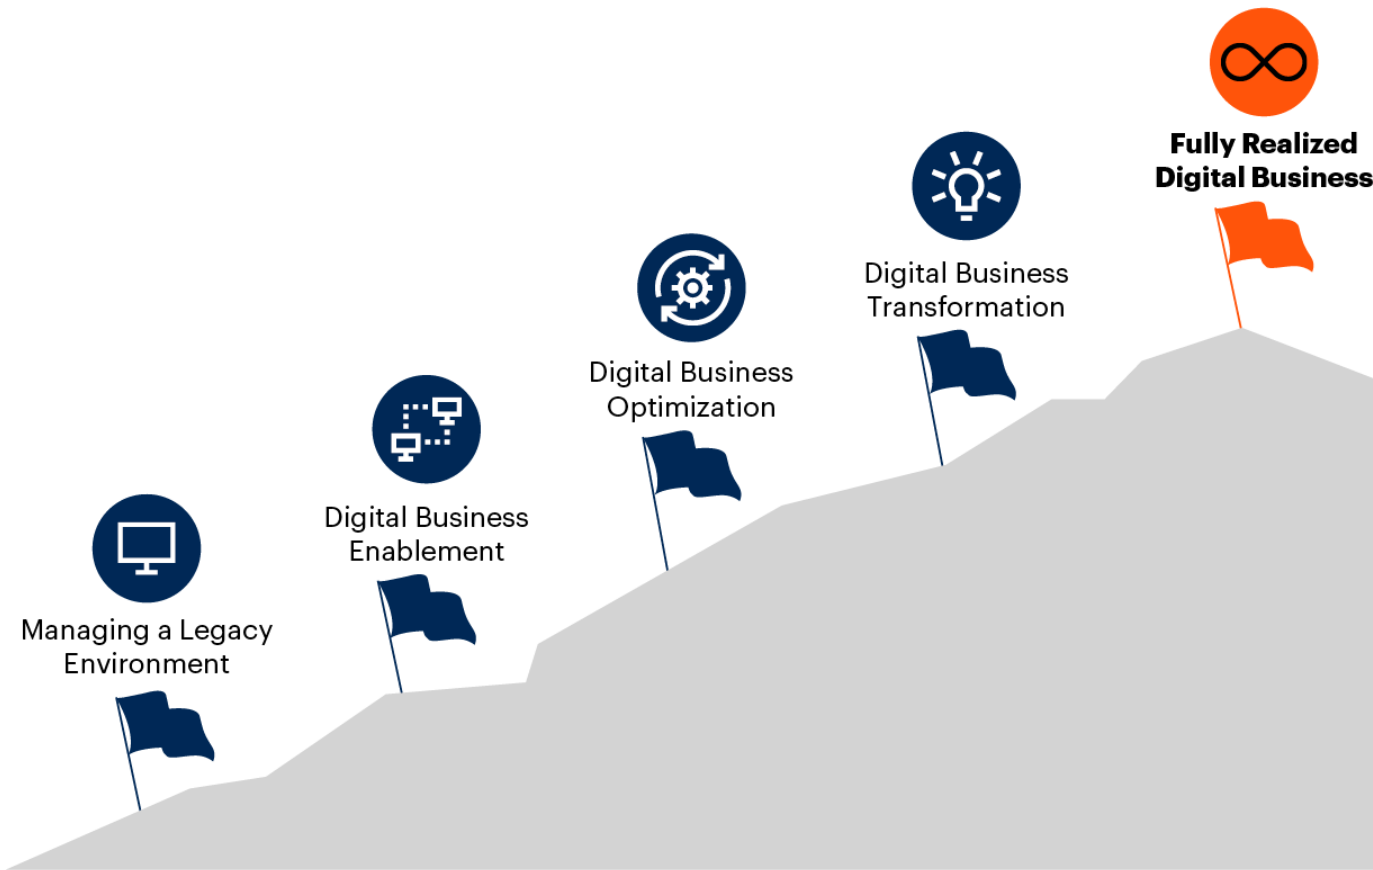 Fully Realized
Digital Business
Digital Business
Transformation
Digital Business
Optimization
Digital Business
Enablement
Managing a Legacy
Environment